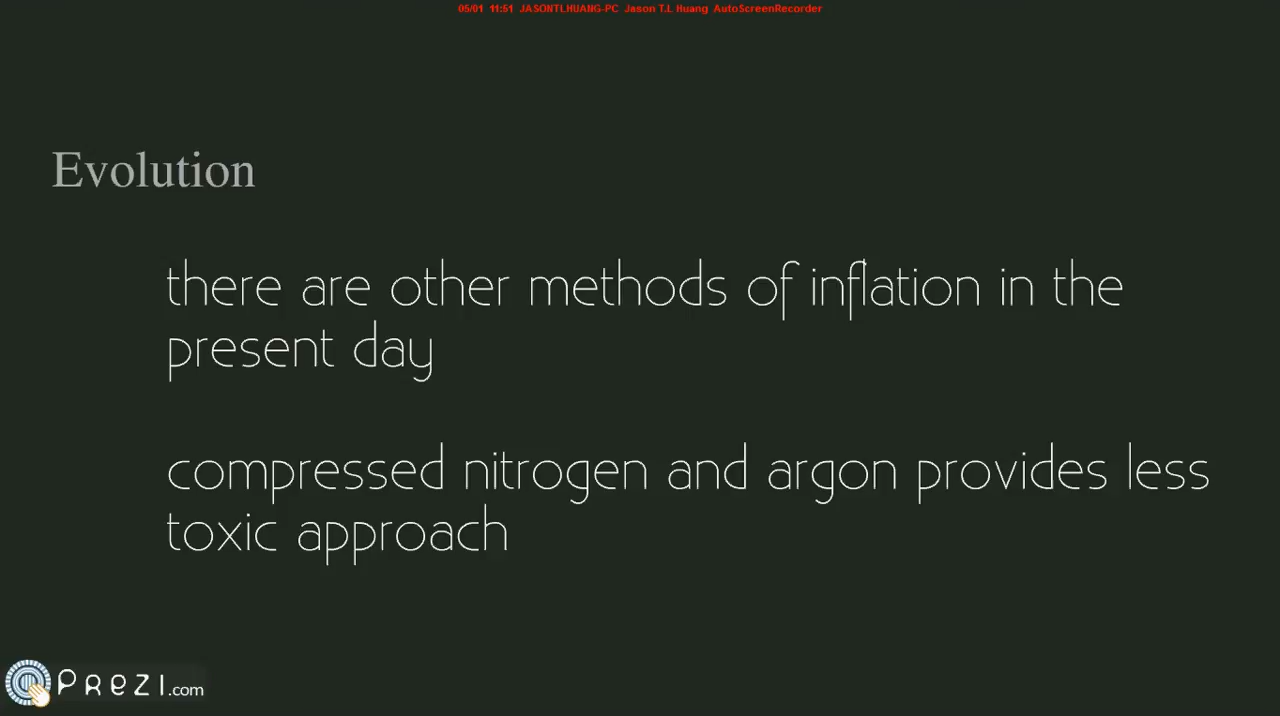 05/01 11:51 JASONTLHUANG-PC Jason T.L Huang AutoScreenRecorder
Evolution
there are other methods of inflation in the
present day
compressed nitrogen and argon provides less
toxic approach
PREZI.com